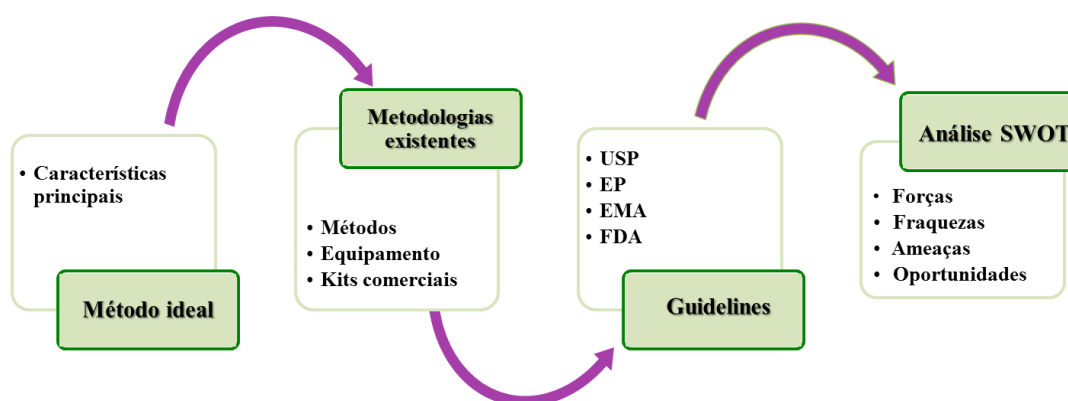 • Características
principais
Método ideal
Metodologias
existentes
• Métodos
• Equipamento
• Kits comerciais
• USP
• EP
• EMA
• FDA
Guidelines
Análise SWOT
• Forças
• Fraquezas
• Ameaças
• Oportunidades